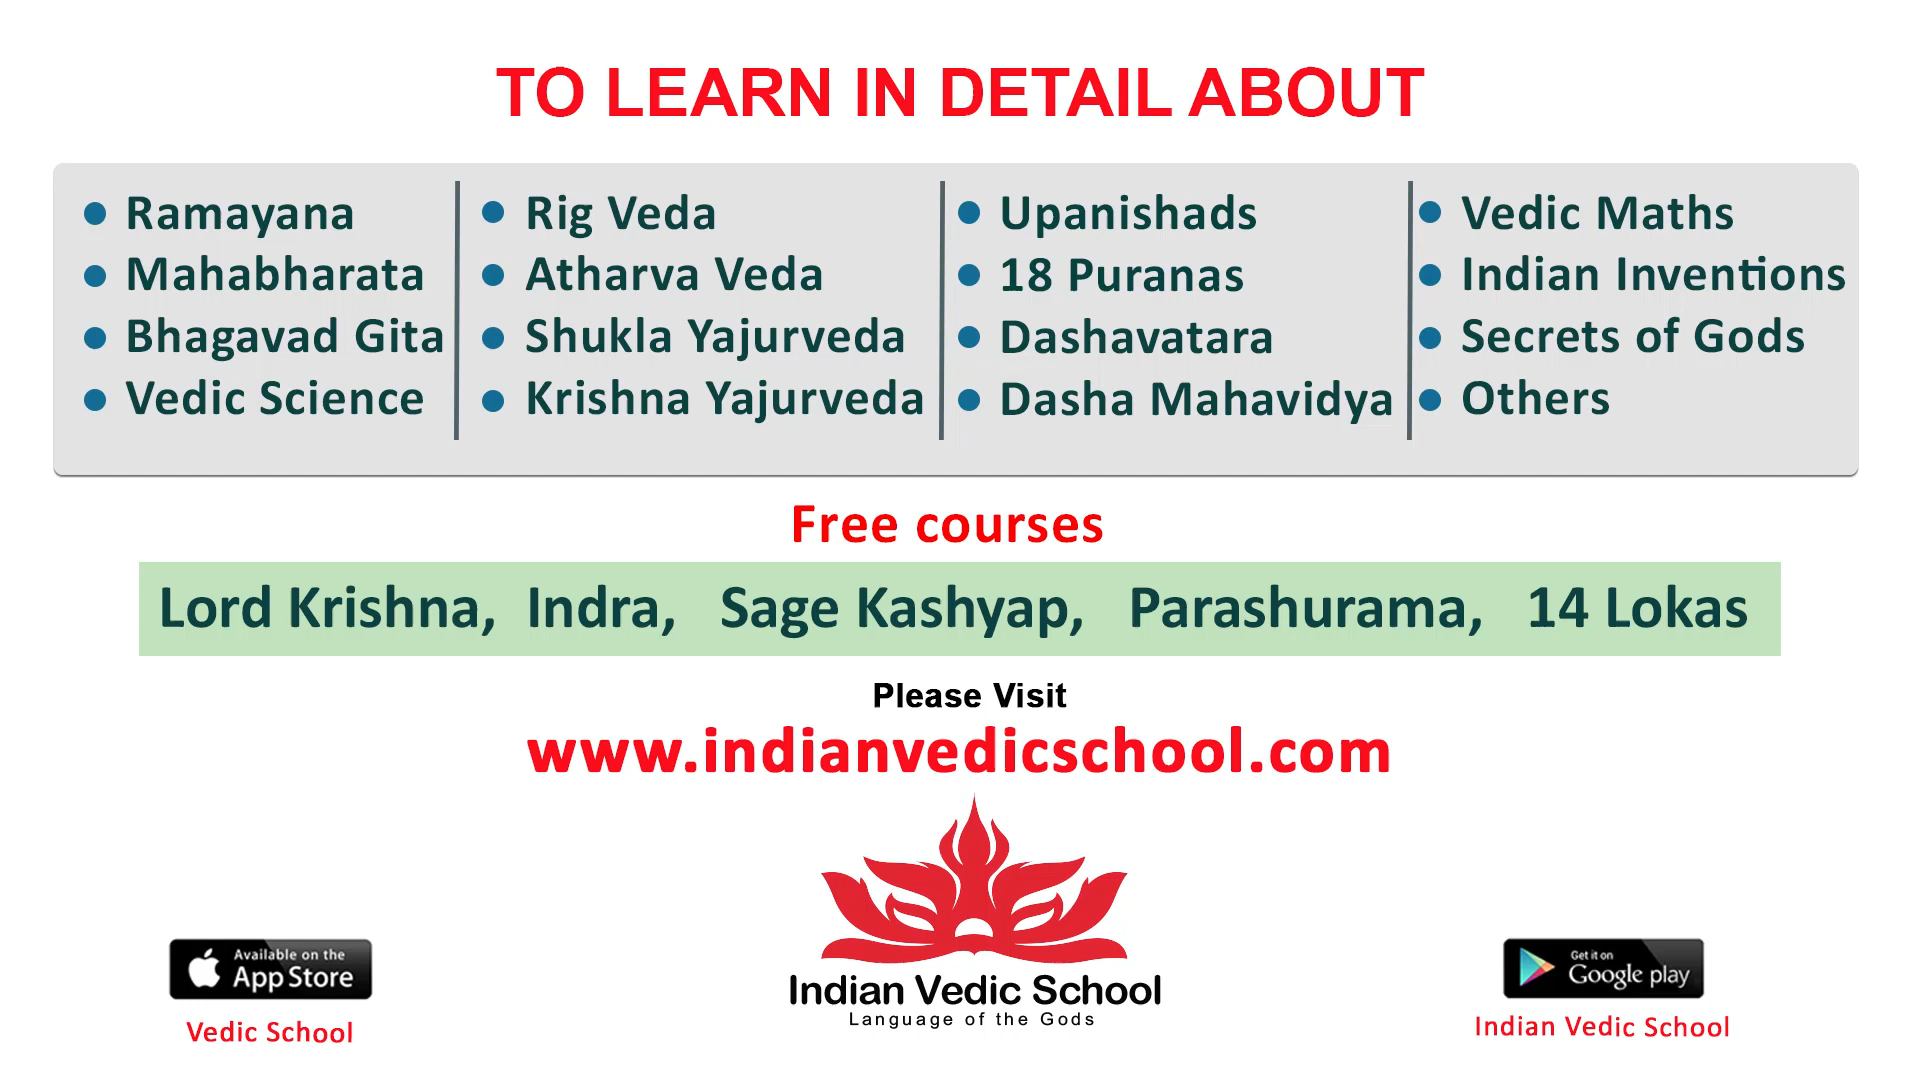 TO LEARN IN DETAIL ABOUT
Ramayana
Mahabharata
Bhagavad Gita
Vedic Science
Rig Veda
Atharva Veda
Shukla Yajurveda
Krishna Yajurveda
Upanishads
18 Puranas
Dashavatara
Dasha Mahavidya
Vedic Maths
Indian Inventions
Secrets of Gods
Others
Free courses
Lord Krishna, Indra, Sage Kashyap, Parashurama, 14 Lokas
Please Visit
www.indianvedicschool.com
Available on the
App Store
Vedic School
Indian Vedic School
Language of the Gods
Get it on
Google play
Indian Vedic School